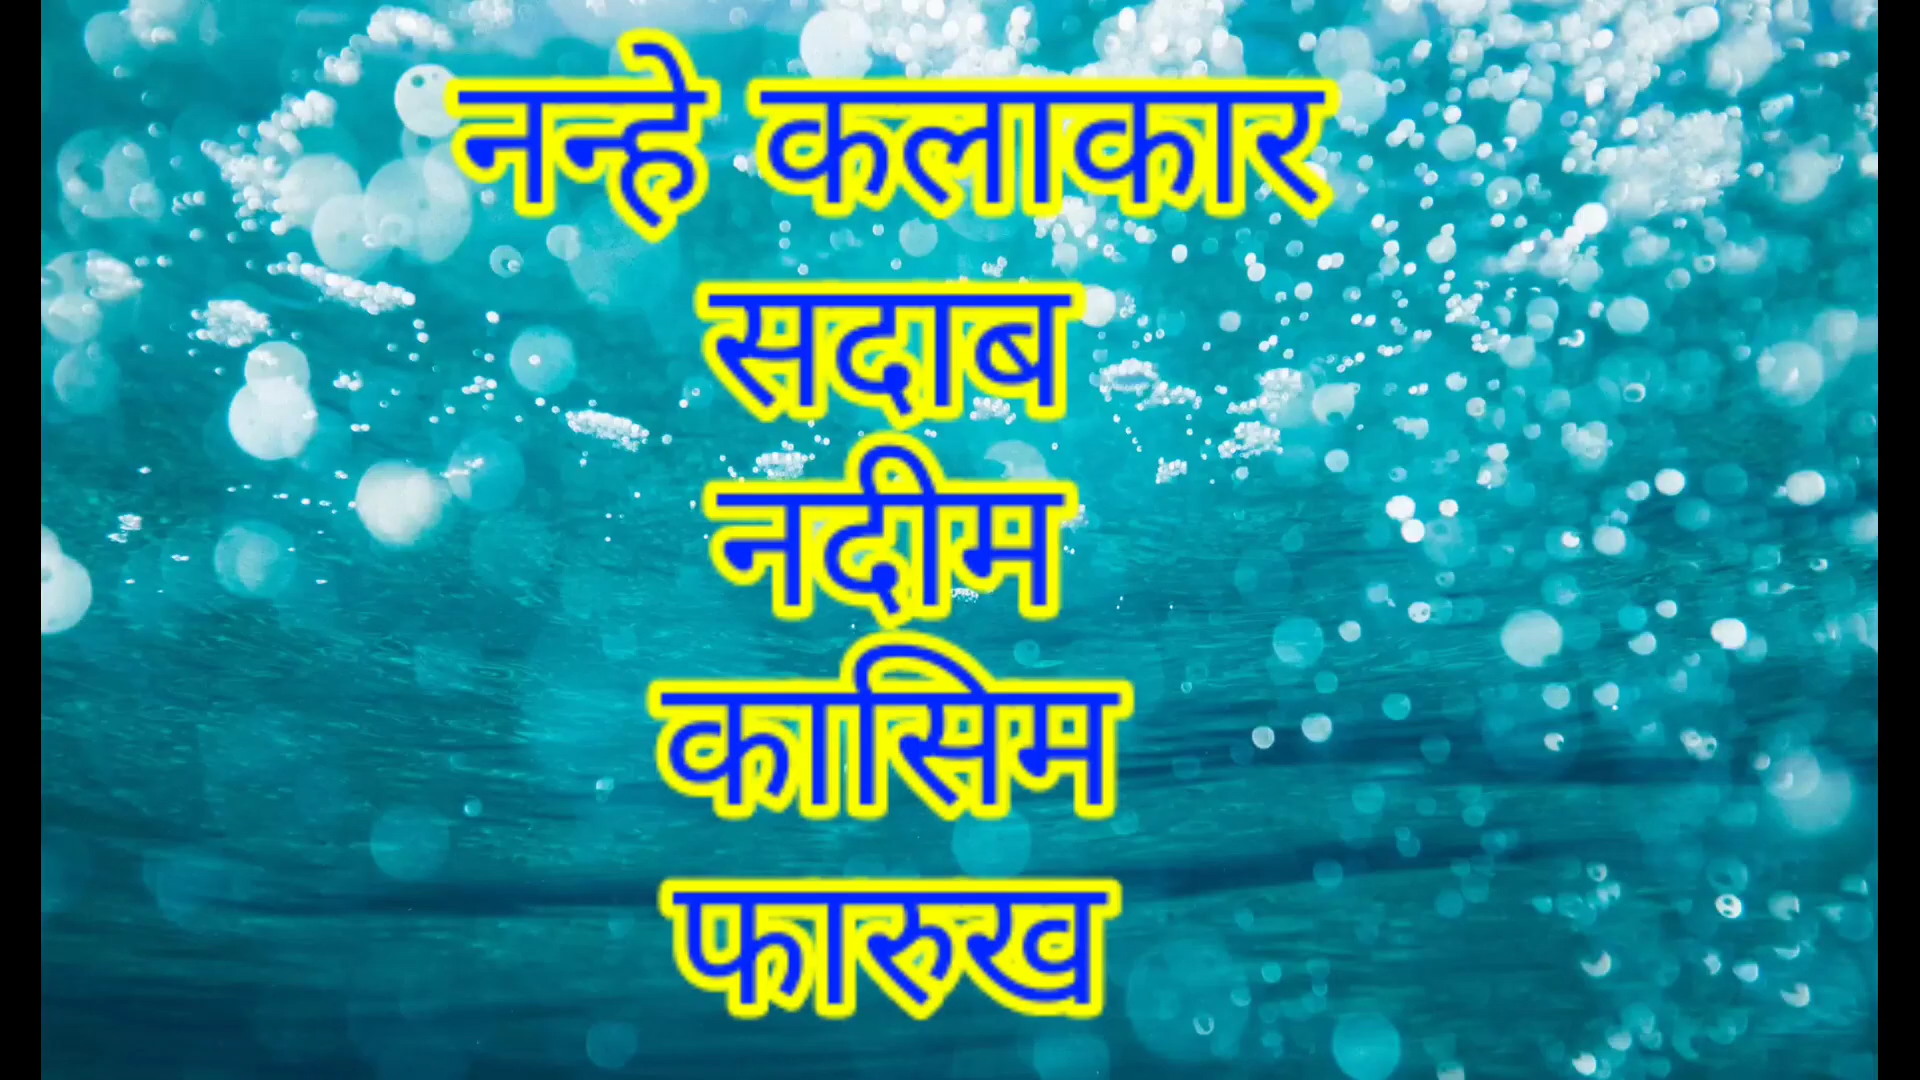 नन्हे कलाकार
सदाब
नदीम
कासिम
फारुख